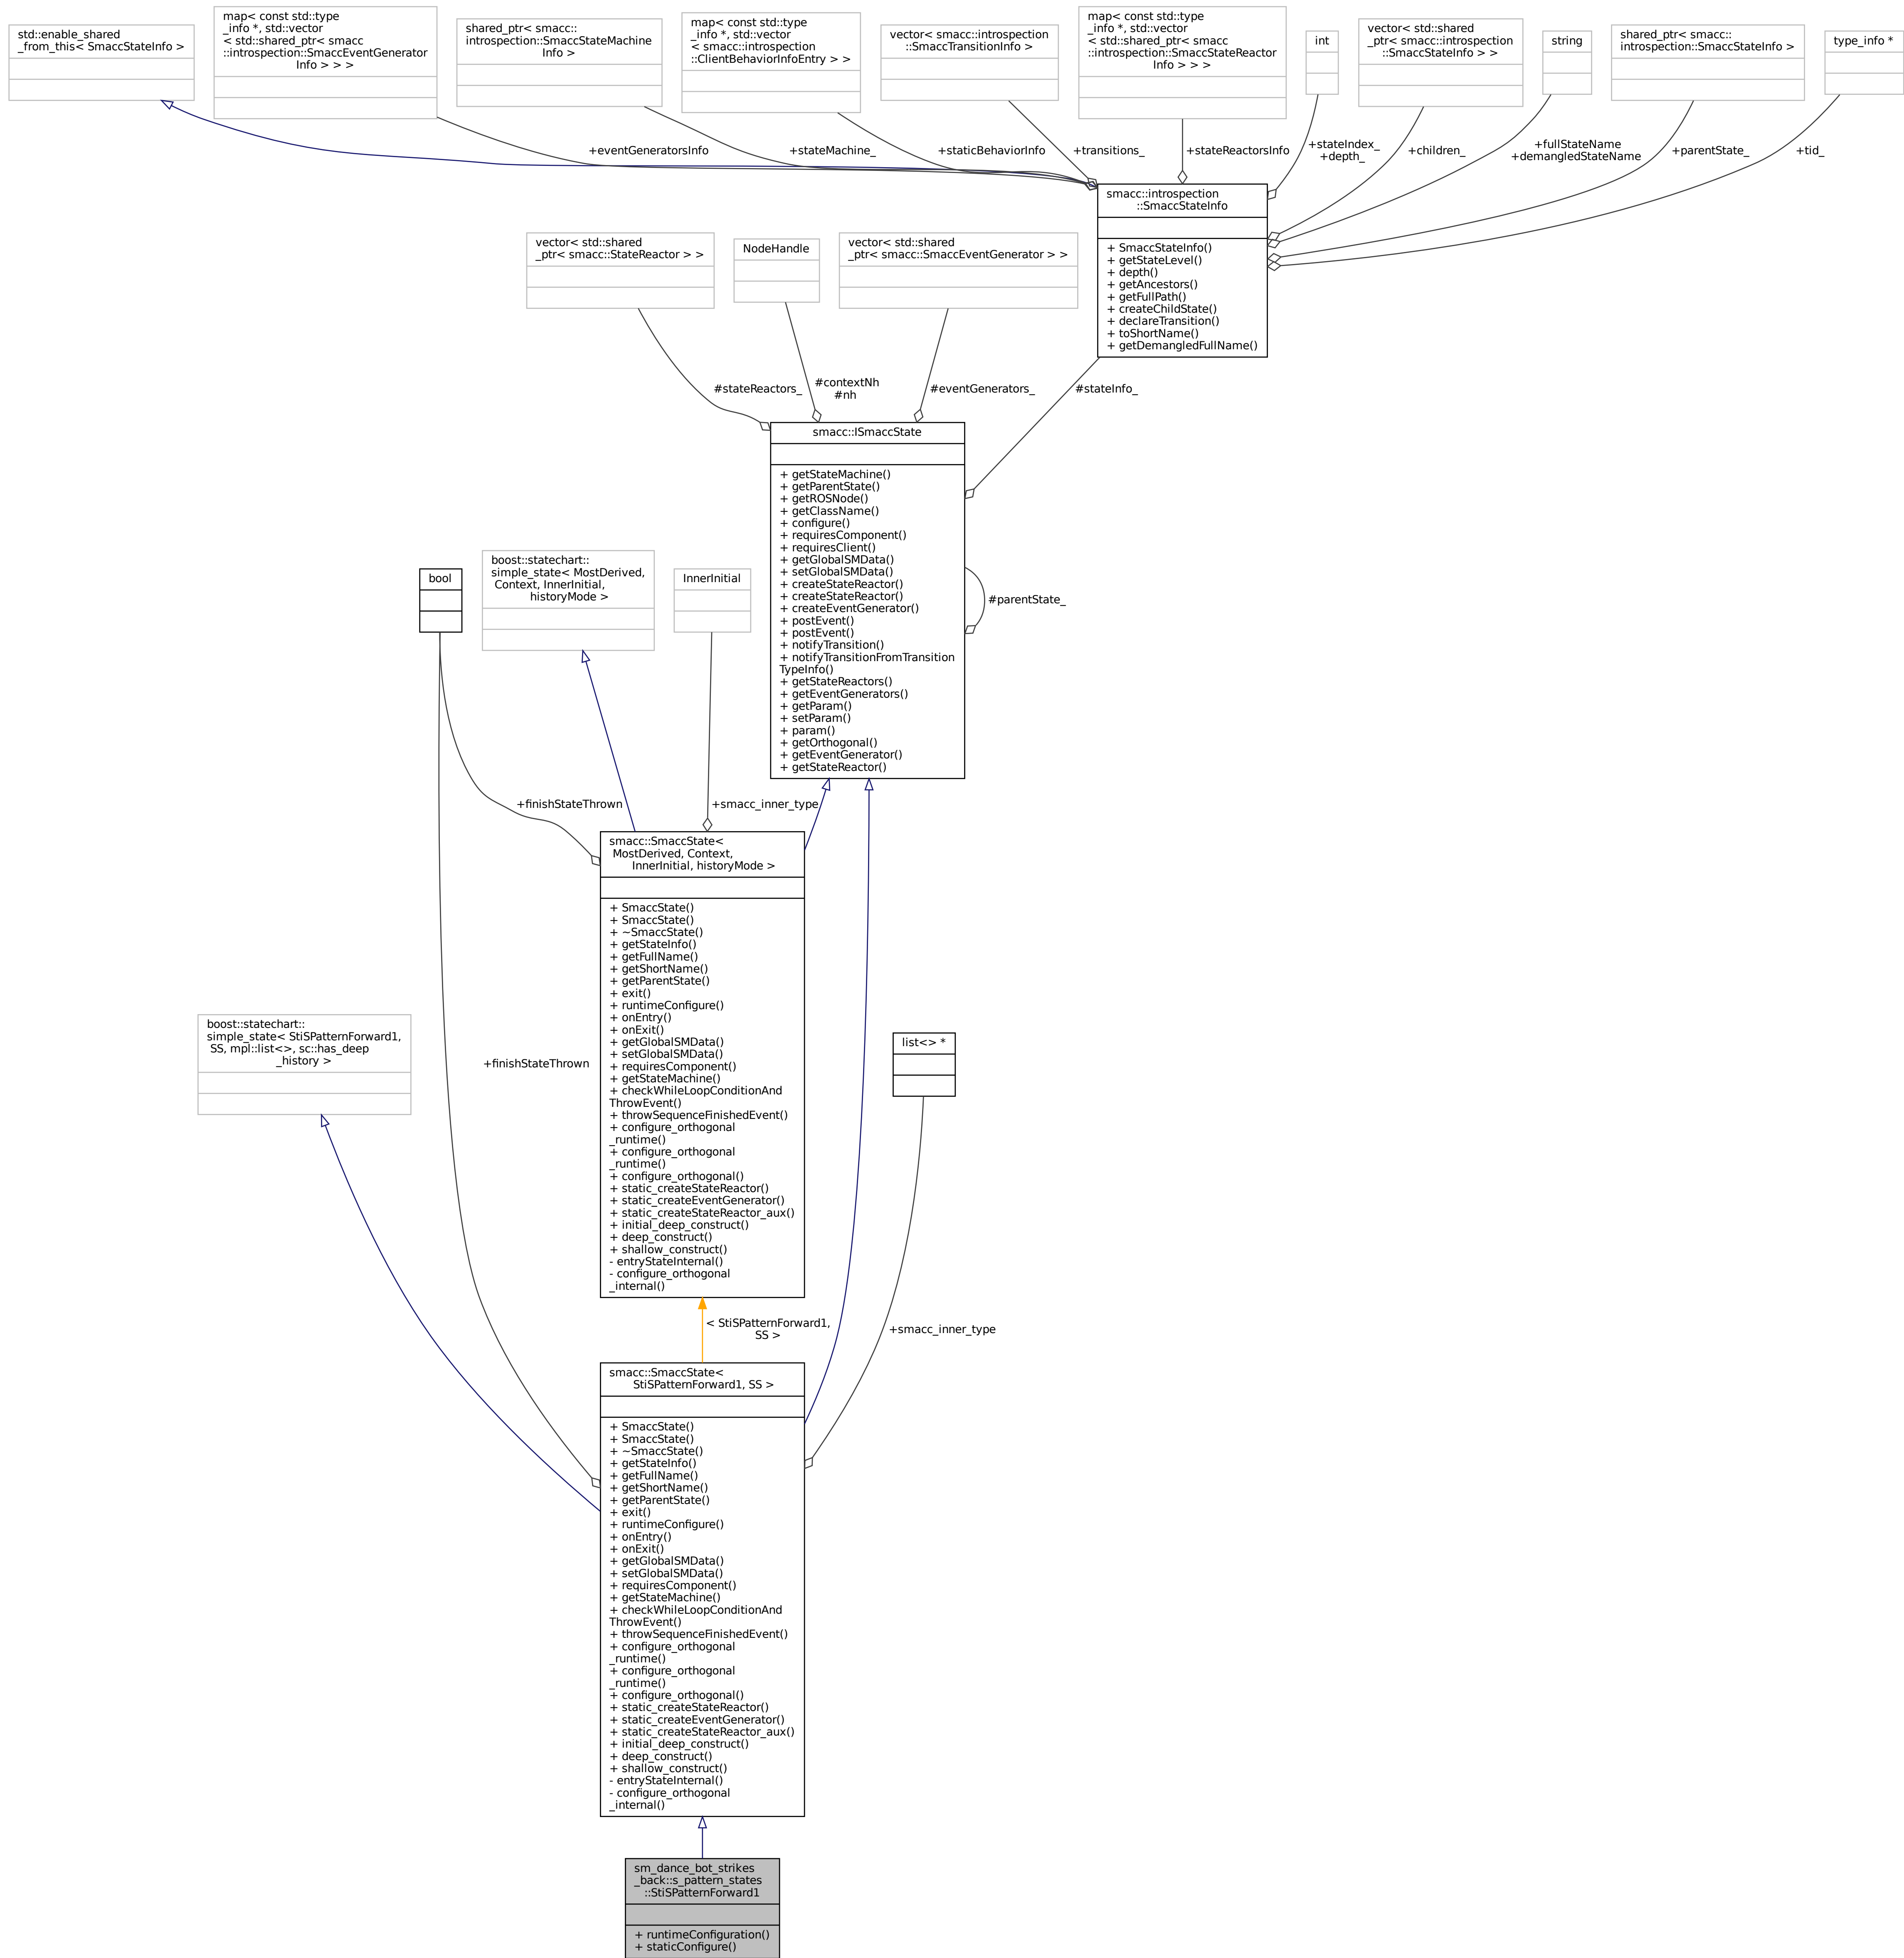 std::enable_shared
_from_this< SmaccStateInfo >
map< const std::type
_info *, std::vector
< std::shared_ptr< smacc
::introspection::SmaccEventGenerator
Info > > >
shared_ptr< smacc::
introspection::SmaccStateMachine
Info >
map< const std::type
_info *, std::vector
< smacc::introspection
::ClientBehaviorInfoEntry > >
vector< smacc::introspection
::SmaccTransitionInfo >
map< const std::type
_info *, std::vector
< std::shared_ptr< smacc
::introspection::SmaccStateReactor
Info > > >
int
vector< std::shared
_ptr< smacc::introspection
::SmaccStateInfo > >
string
shared_ptr< smacc::
introspection::SmaccStateInfo >
type_info *
+eventGeneratorsInfo
+stateMachine_
+staticBehaviorInfo
+transitions_
+stateReactorsInfo
+stateIndex_
+depth_
+children_
+fullStateName
+demangledStateName
+parentState_
+tid_
smacc::introspection
::SmaccStateInfo
+ SmaccStateInfo()
+ getStateLevel()
+ depth()
+ getAncestors()
+ getFullPath()
+ createChildState()
+ declareTransition()
+ toShortName()
+ getDemangledFullName()
vector< std::shared
_ptr< smacc::StateReactor > >
NodeHandle
vector< std::shared
_ptr< smacc::SmaccEventGenerator > >
#stateReactors_
#contextNh
#nh
#eventGenerators_
#stateInfo_
smacc::ISmaccState
+ getStateMachine()
+ getParentState()
+ getROSNode()
+ getClassName()
+ configure()
+ requiresComponent()
+ requiresClient()
+ getGlobalSMData()
+ setGlobalSMData()
+ createStateReactor()
+ createStateReactor()
+ createEventGenerator()
+ postEvent()
+ postEvent()
+ notifyTransition()
+ notifyTransitionFromTransition
TypeInfo()
+ getStateReactors()
+ getEventGenerators()
+ getParam()
+ setParam()
+ param()
+ getOrthogonal()
+ getEventGenerator()
+ getStateReactor()
#parentState_
bool
boost::statechart::
simple_state< MostDerived,
Context, InnerInitial,
historyMode >
InnerInitial
+finishStateThrown
+smacc_inner_type
smacc::SmaccState<
MostDerived, Context,
InnerInitial, historyMode >
+ SmaccState()
+ SmaccState()
+ ~SmaccState()
+ getStateInfo()
+ getFullName()
+ getShortName()
+ getParentState()
+ exit()
+ runtimeConfigure()
+ onEntry()
+ onExit()
+ getGlobalSMData()
+ setGlobalSMData()
+ requiresComponent()
+ getStateMachine()
+ checkWhileLoopConditionAnd
ThrowEvent()
+ throwSequenceFinishedEvent()
+ configure_orthogonal
_runtime()
+ configure_orthogonal
_runtime()
+ configure_orthogonal()
+ static_createStateReactor()
+ static_createEventGenerator()
+ static_createStateReactor_aux()
+ initial_deep_construct()
+ deep_construct()
+ shallow_construct()
- entryStateInternal()
- configure_orthogonal
_internal()
boost::statechart::
simple_state< StiSPatternForward1,
SS, mpl::list<>, sc::has_deep
_history >
+finishStateThrown
list<> *
< StiSPatternForward1,
SS >
+smacc_inner_type
smacc::SmaccState<
StiSPatternForward1, SS >
+ SmaccState()
+ SmaccState()
+ ~SmaccState()
+ getStateInfo()
+ getFullName()
+ getShortName()
+ getParentState()
+ exit()
+ runtimeConfigure()
+ onEntry()
+ onExit()
+ getGlobalSMData()
+ setGlobalSMData()
+ requiresComponent()
+ getStateMachine()
+ checkWhileLoopConditionAnd
ThrowEvent()
+ throwSequenceFinishedEvent()
+ configure_orthogonal
_runtime()
+ configure_orthogonal
_runtime()
+ configure_orthogonal()
+ static_createStateReactor()
+ static_createEventGenerator()
+ static_createStateReactor_aux()
+ initial_deep_construct()
+ deep_construct()
+ shallow_construct()
- entryStateInternal()
- configure_orthogonal
_internal()
sm_dance_bot_strikes
_back::s_pattern_states
::StiSPatternForward1
+ runtimeConfiguration()
+ staticConfigure()